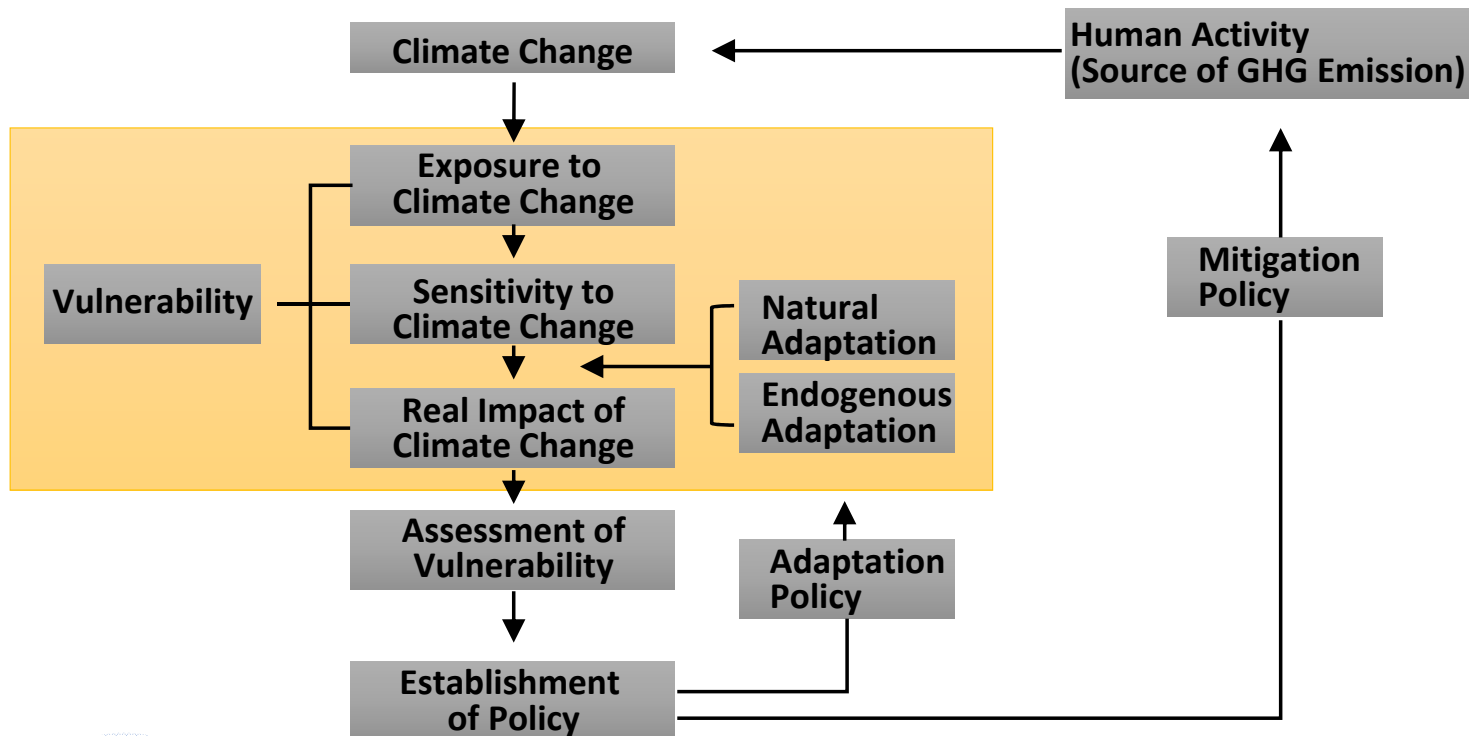 Climate Change
Human Activity
(Source of GHG Emission)
Exposure to
Climate Change
Vulnerability
Sensitivity to
Climate Change
Natural
Adaptation
Mitigation
Policy
Real Impact of
Climate Change
Endogenous
Adaptation
Assessment of
Vulnerability
Adaptation
Policy
Establishment
of Policy